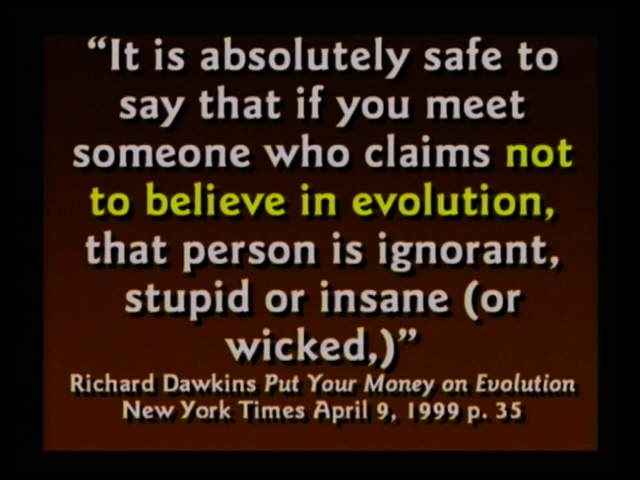 “It is absolutely safe to
say that if you meet
someone who claims not
to believe in evolution,
that person is ignorant,
stupid or insane (or
wicked,)”
Richard Dawkins Put Your Money on Evolution
New York Times April 9, 1999 p. 35